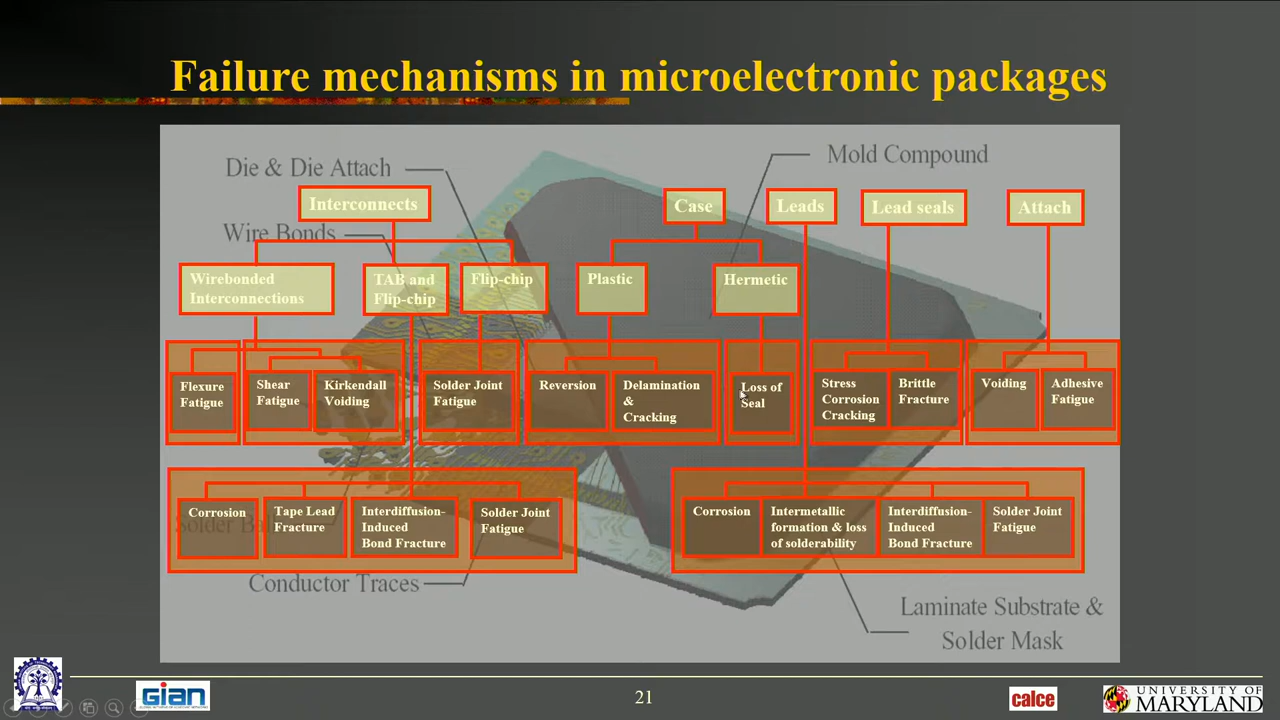 Failure mechanisms in microelectronic packages
Die & Die Attach
Mold Compound
Interconnects
Case
Leads
Lead seals
Attach
Wire Bonds
Wirebonded
Interconnections
TAB and
Flip-chip
Flip-chip
Plastic
Hermetic
Flexure
Fatigue
Shear
Fatigue
Kirkendall
Voiding
Solder Joint
Fatigue
Reversion
Delamination
&
Cracking
Loss of
Seal
Stress
Corrosion
Cracking
Brittle
Fracture
Voiding
Adhesive
Fatigue
Corrosion
Tape Lead
Fracture
Interdiffusion-
Induced
Bond Fracture
Solder Joint
Fatigue
Corrosion
Intermetallic
formation & loss
of solderability
Interdiffusion-
Induced
Bond Fracture
Solder Joint
Fatigue
Solder
Conductor Traces
Laminate Substrate &
Solder Mask
GIAN
21
calce
UNIVERSITY OF
MARYLAND